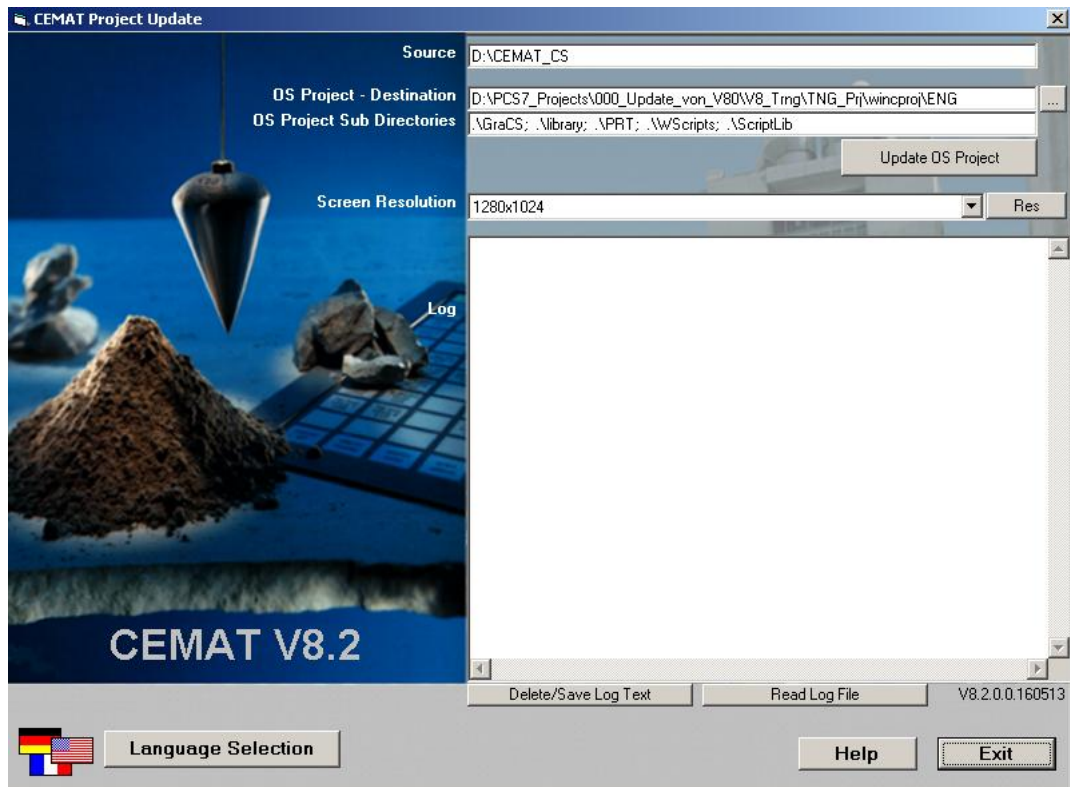 CEMAT Project Update
Source D:\CEMAT_CS
OS Project - Destination D:\PCS7_Projects\000_Update_von_V80\V8_Trng\TNG_Prj\wincproj\ENG ...
OS Project Sub Directories .\GraCS; .\library; .\PRT; .\WScripts; .\ScriptLib
Update OS Project
Screen Resolution 1280x1024 Res
Log
CEMAT V8.2
Delete/Save Log Text Read Log File V8.2.0.0.160513
Language Selection Help Exit